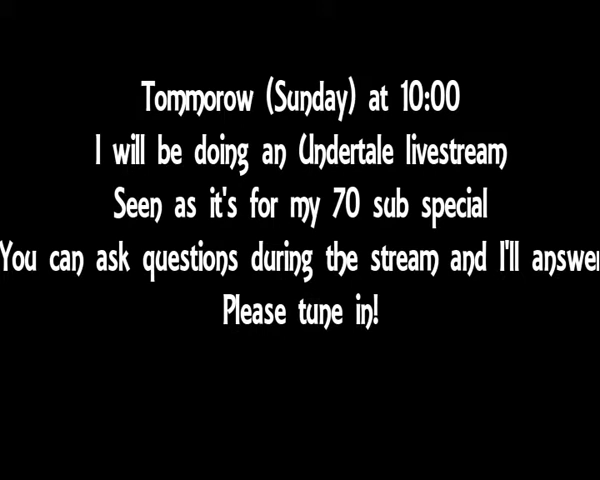 Tommorow (Sunday) at 10:00
I will be doing an Undertale livestream
Seen as it's for my 70 sub special
You can ask questions during the stream and I'll answer
Please tune in!